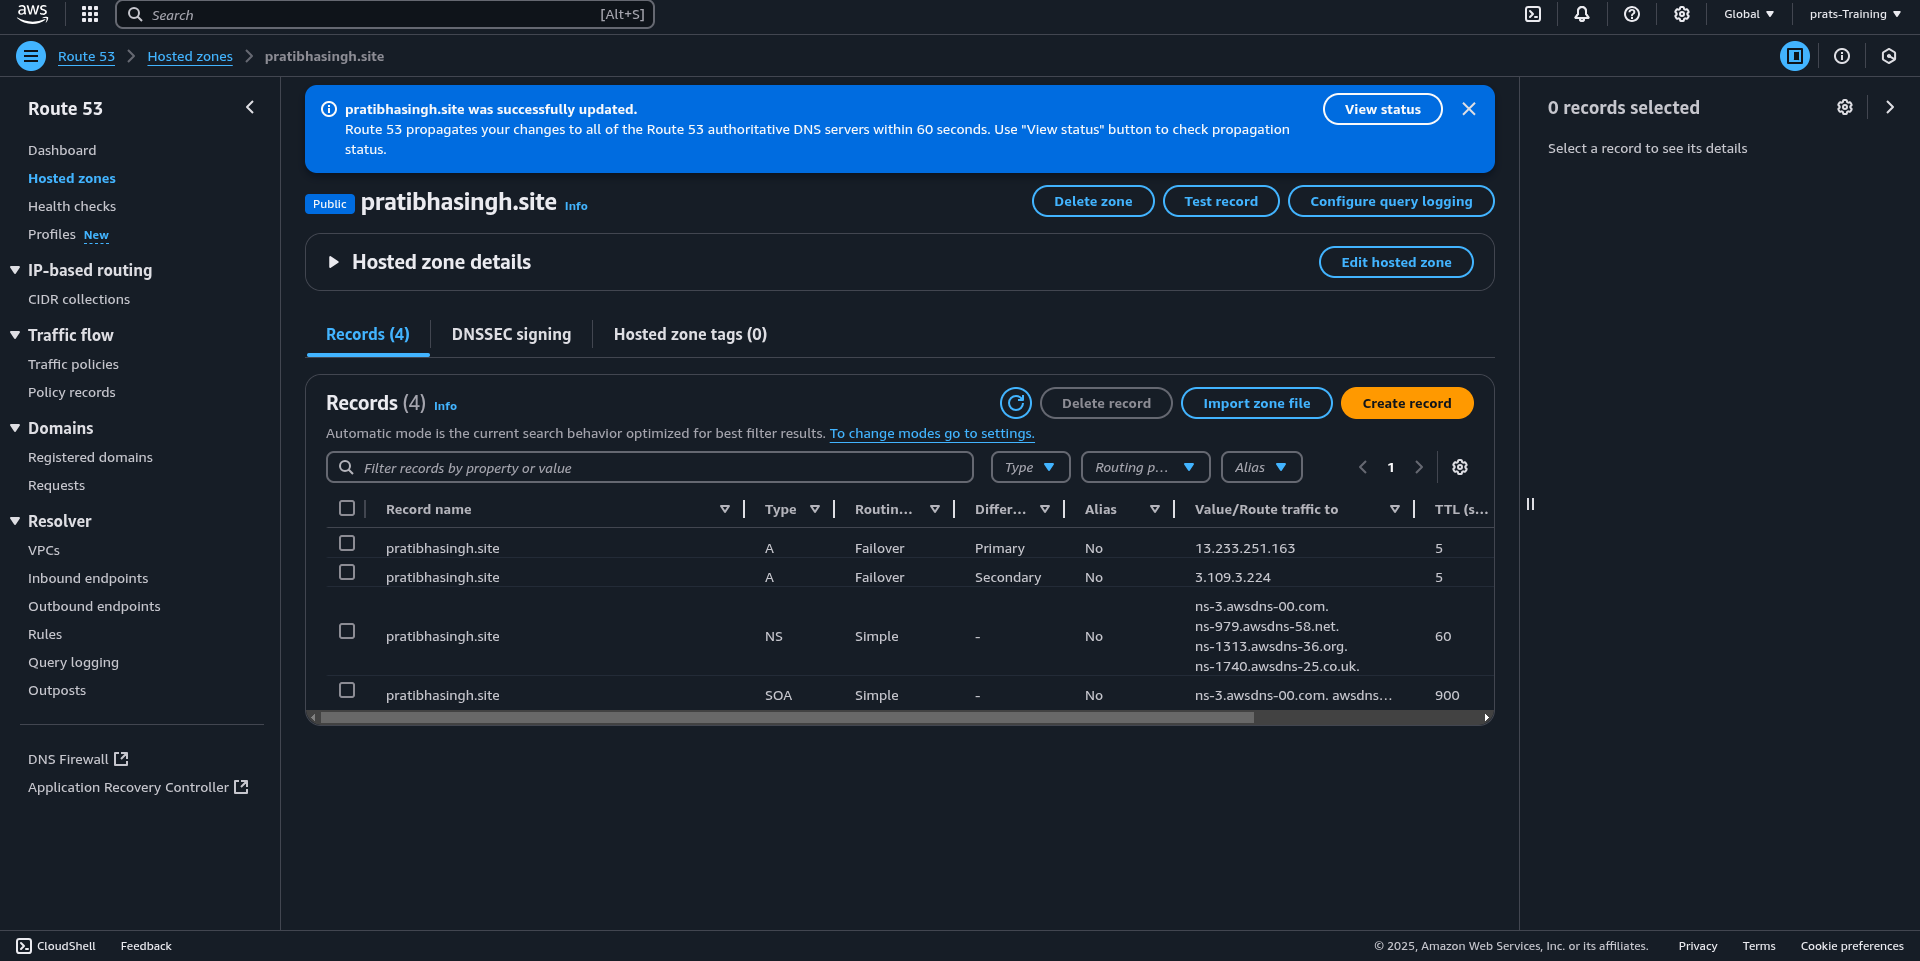 aws
Search [Alt+S]
Global
prats-Training
Route 53
Hosted zones
pratibhasingh.site
Route 53
Dashboard
Hosted zones
Health checks
Profiles New
IP-based routing
CIDR collections
Traffic flow
Traffic policies
Policy records
Domains
Registered domains
Requests
Resolver
VPCs
Inbound endpoints
Outbound endpoints
Rules
Query logging
Outposts
DNS Firewall
Application Recovery Controller
pratibhasingh.site was successfully updated.
Route 53 propagates your changes to all of the Route 53 authoritative DNS servers within 60 seconds. Use "View status" button to check propagation
status.
View status
Public pratibhasingh.site Info
Delete zone
Test record
Configure query logging
Hosted zone details
Edit hosted zone
Records (4)
DNSSEC signing
Hosted zone tags (0)
Records (4) Info
Delete record
Import zone file
Create record
Automatic mode is the current search behavior optimized for best filter results. To change modes go to settings.
Filter records by property or value
Type
Routing p...
Alias
1
Record name Type Routin... Differ... Alias Value/Route traffic to TTL (s...
pratibhasingh.site A Failover Primary No 13.233.251.163 5
pratibhasingh.site A Failover Secondary No 3.109.3.224 5
ns-3.awsdns-00.com.
ns-979.awsdns-58.net.
pratibhasingh.site NS Simple - No 60
ns-1313.awsdns-36.org.
ns-1740.awsdns-25.co.uk.
pratibhasingh.site SOA Simple - No ns-3.awsdns-00.com. awsdns... 900
0 records selected
Select a record to see its details
CloudShell
Feedback
© 2025, Amazon Web Services, Inc. or its affiliates.
Privacy
Terms
Cookie preferences